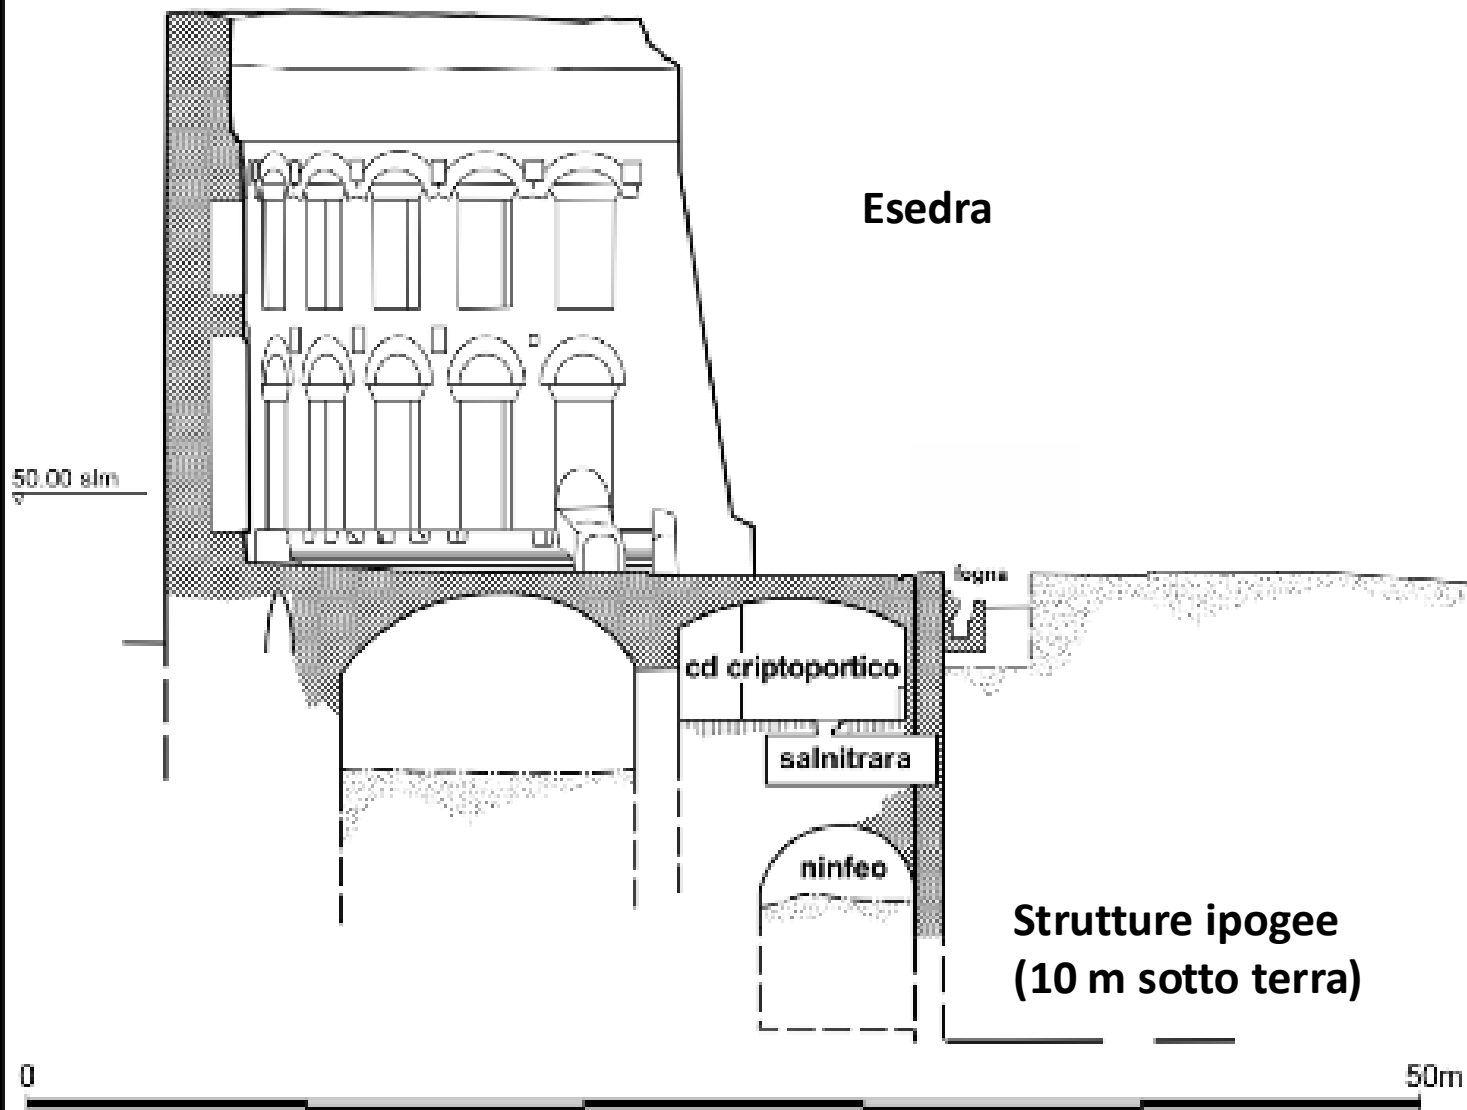 Esedra
50.00 slm
fogna
cd criptoportico
salnitrara
ninfeo
Strutture ipogee
(10 m sotto terra)
0
50m